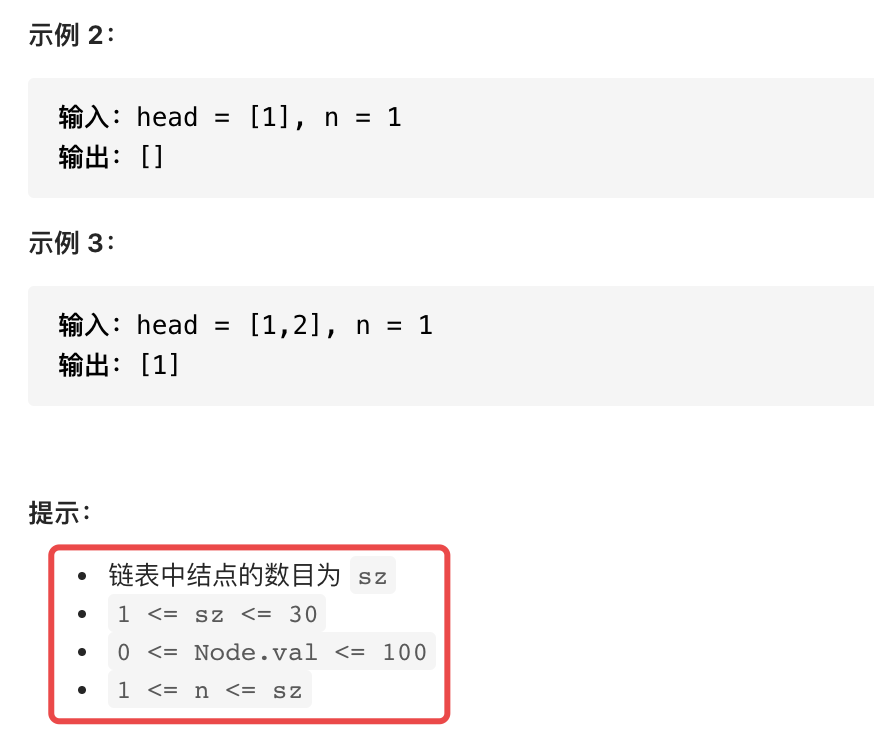 示例 2：
输入：head = [1], n = 1
输出：[]
示例 3：
输入：head = [1,2], n = 1
输出：[1]
提示：
• 链表中结点的数目为 sz
• 1 <= sz <= 30
• 0 <= Node.val <= 100
• 1 <= n <= sz